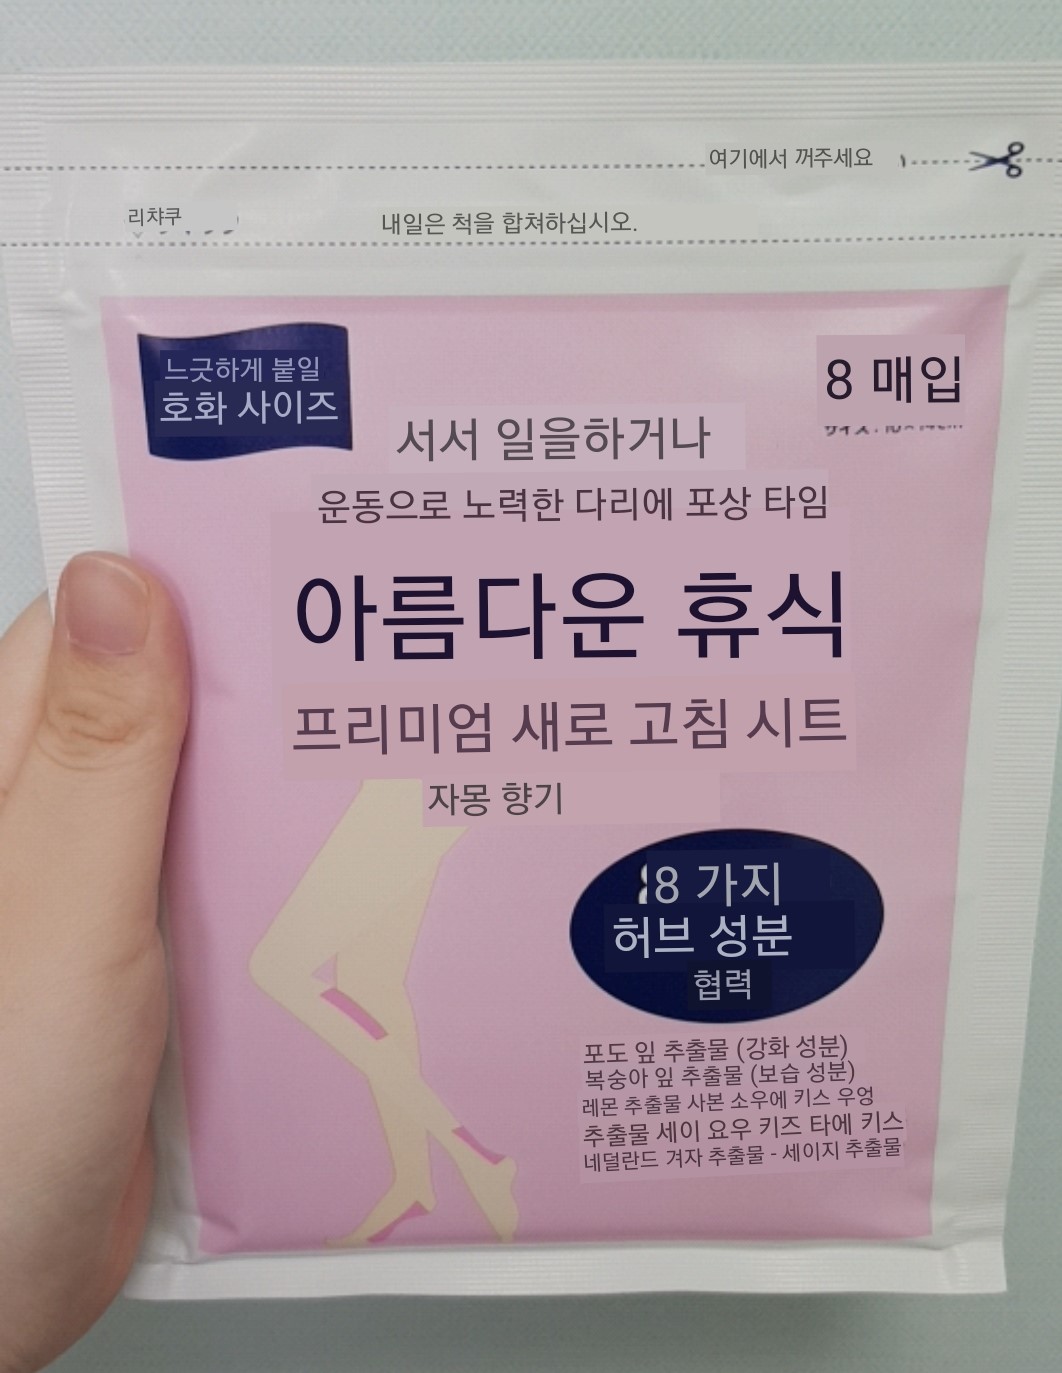 여기에서 꺼주세요
리챠쿠
내일은 척을 합쳐하십시오.
느긋하게 붙일
호화 사이즈
8 매입
서서 일을하거나
운동으로 노력한 다리에 포상 타임
아름다운 휴식
프리미엄 새로 고침 시트
자몽 향기
8 가지
허브 성분
협력
포도 잎 추출물 (강화 성분)
복숭아 잎 추출물 (보습 성분)
레몬 추출물 사본 소우에 키스 우엉
추출물 세이 요우 키즈 타에 키스
네덜란드 겨자 추출물 - 세이지 추출물